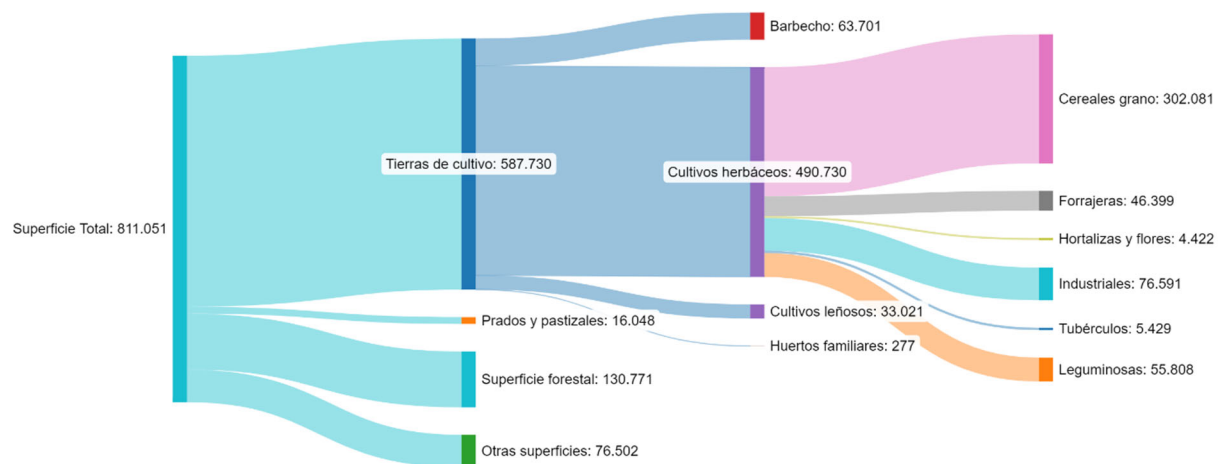 Superficie Total: 811.051
Tierras de cultivo: 587.730
Prados y pastizales: 16.048
Superficie forestal: 130.771
Otras superficies: 76.502
Barbecho: 63.701
Cultivos herbáceos: 490.730
Cultivos leñosos: 33.021
Huertos familiares: 277
Cereales grano: 302.081
Forrajeras: 46.399
Hortalizas y flores: 4.422
Industriales: 76.591
Tubérculos: 5.429
Leguminosas: 55.808